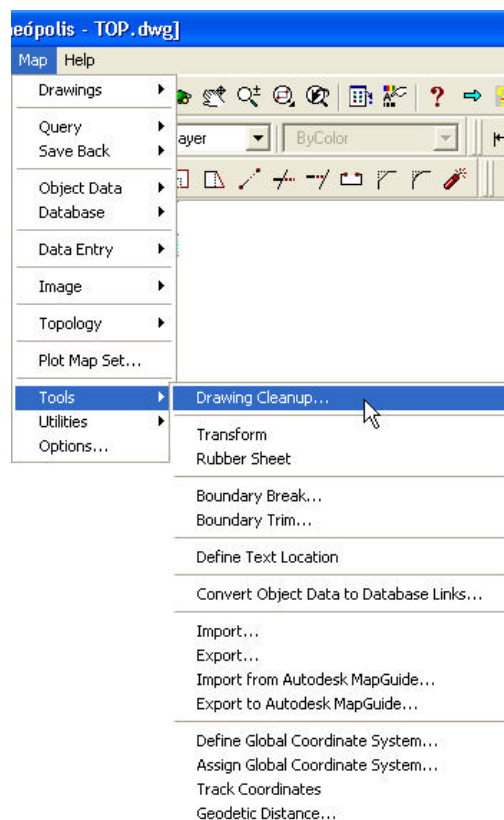 neópolis - TOP.dwg]
Map Help
Drawings
Query
Save Back
ayer
ByColor
Object Data
Database
Data Entry
Image
Topology
Plot Map Set...
Tools
Utilities
Options...
Drawing Cleanup...
Transform
Rubber Sheet
Boundary Break...
Boundary Trim...
Define Text Location
Convert Object Data to Database Links...
Import...
Export...
Import from Autodesk MapGuide...
Export to Autodesk MapGuide...
Define Global Coordinate System...
Assign Global Coordinate System...
Track Coordinates
Geodetic Distance...